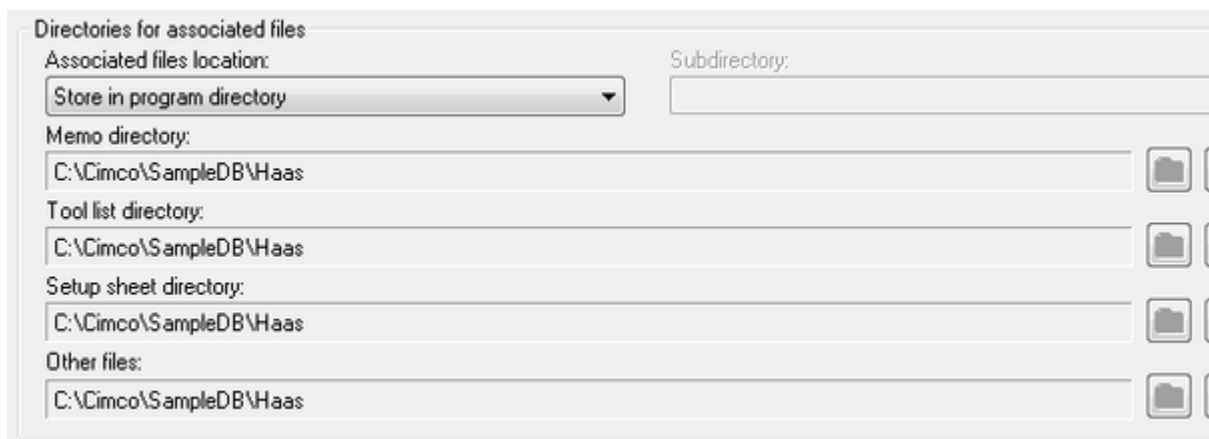 Directories for associated files
Associated files location: Subdirectory:
Store in program directory
Memo directory:
C:\Cimco\SampleDB\Haas
Tool list directory:
C:\Cimco\SampleDB\Haas
Setup sheet directory:
C:\Cimco\SampleDB\Haas
Other files:
C:\Cimco\SampleDB\Haas